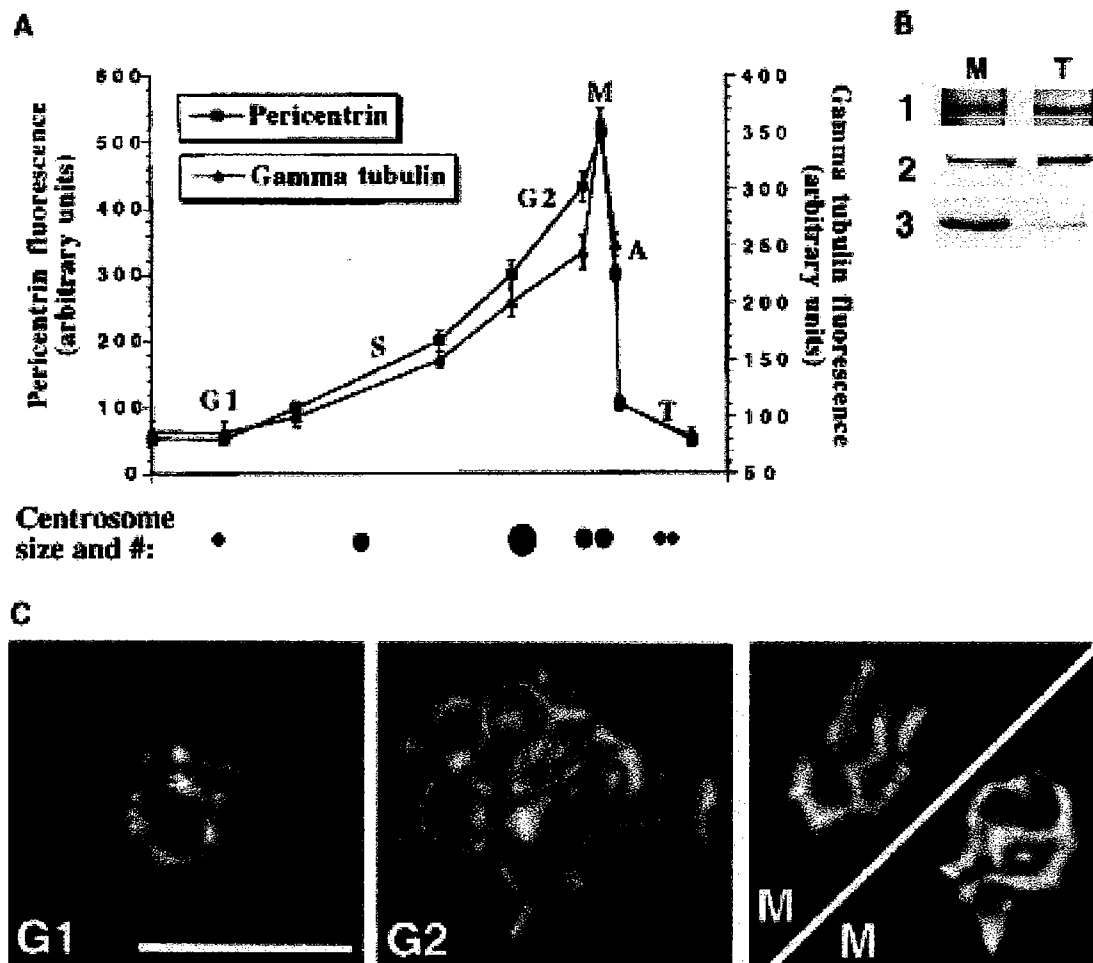 A
B
Pericentrin fluorescence
(arbitrary units)
600
500
400
300
200
100
0
Pericentrin
Gamma tubulin
G1
S
G2
M
A
T
400
350
300
250
200
150
100
50
Gamma tubulin fluorescence
(arbitrary units)
M T
1
2
3
Centrosome
size and #:
C
G1
G2
M
M